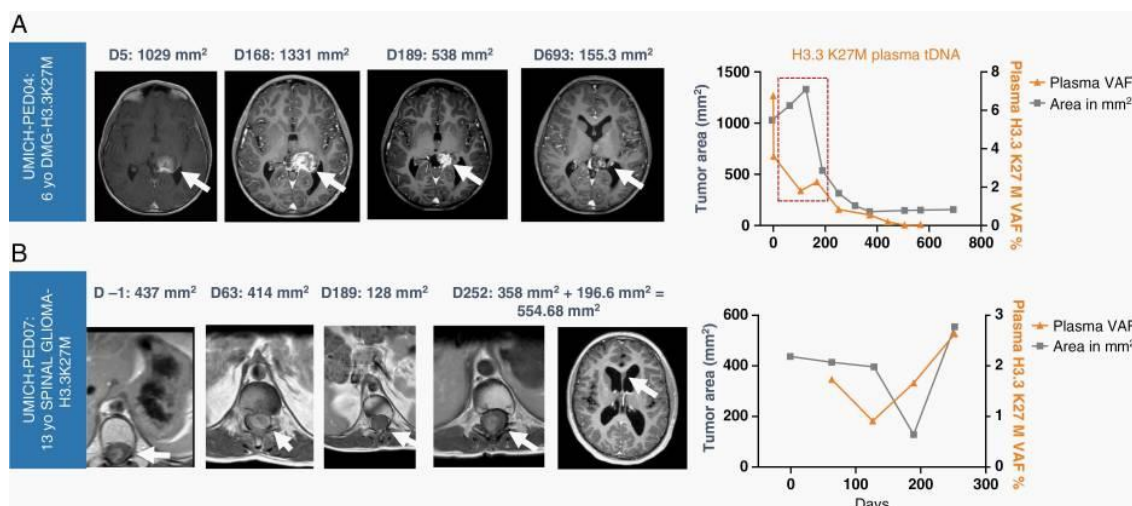 A
UMICH-PED04:
6 yo DMG-H3.3K27M
D5: 1029 mm²
D168: 1331 mm²
D189: 538 mm²
D693: 155.3 mm²
H3.3 K27M plasma tDNA
Tumor area (mm²)
1500
1000
500
0
8
6
4
2
0
Plasma H3.3 K27 M VAF %
Plasma VAF
Area in mm²
0 200 400 600 800
B
UMICH-PED07:
13 yo SPINAL GLIOMA-
H3.3K27M
D –1: 437 mm²
D63: 414 mm²
D189: 128 mm²
D252: 358 mm² + 196.6 mm² =
554.68 mm²
Tumor area (mm²)
600
400
200
0
3
2
1
0
Plasma H3.3 K27 M VAF %
Plasma VAF
Area in mm²
0 100 200 300
Days